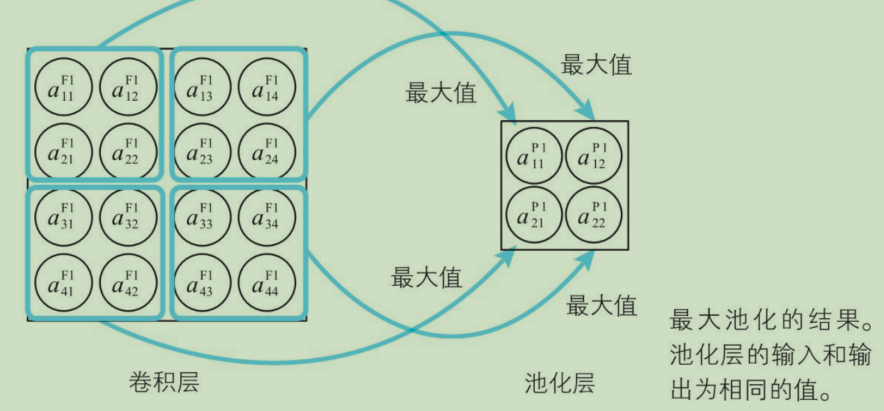 最大值
最大值
a_{11}^{F1} a_{12}^{F1} a_{13}^{F1} a_{14}^{F1}
a_{21}^{F1} a_{22}^{F1} a_{23}^{F1} a_{24}^{F1}
a_{11}^{P1} a_{12}^{P1}
a_{31}^{F1} a_{32}^{F1} a_{33}^{F1} a_{34}^{F1}
a_{21}^{P1} a_{22}^{P1}
a_{41}^{F1} a_{42}^{F1} a_{43}^{F1} a_{44}^{F1}
最大值
最大值
卷积层
池化层
最大池化的结果。
池化层的输入和输
出为相同的值。